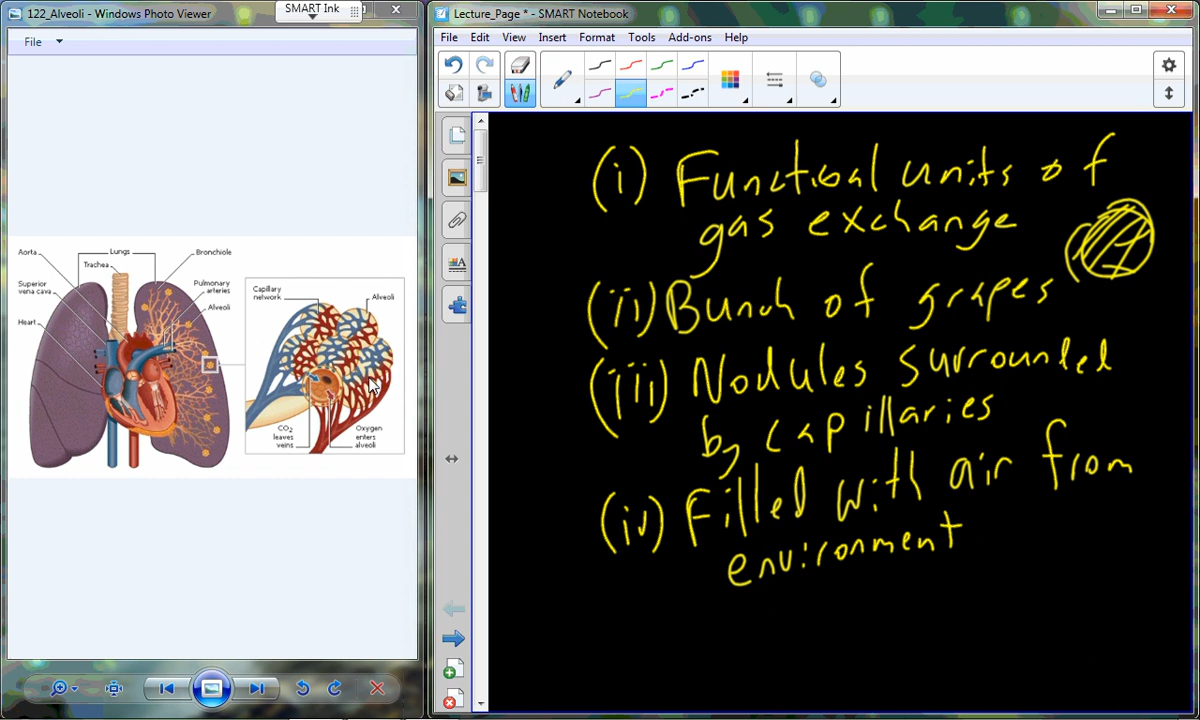 122_Alveoli - Windows Photo Viewer
SMART Ink
File
Aorta
Lungs
Bronchiole
Trachea
Superior
vena cava
Pulmonary
arteries
Alveoli
Heart
Capillary
network
Alveoli
CO2
leaves
veins
Oxygen
enters
alveoli
Lecture_Page * - SMART Notebook
File Edit View Insert Format Tools Add-ons Help
(i) Functional units of
gas exchange
(ii) Bunch of grapes
(iii) Nodules surrounded
by capillaries
(iv) Filled with air from
environment